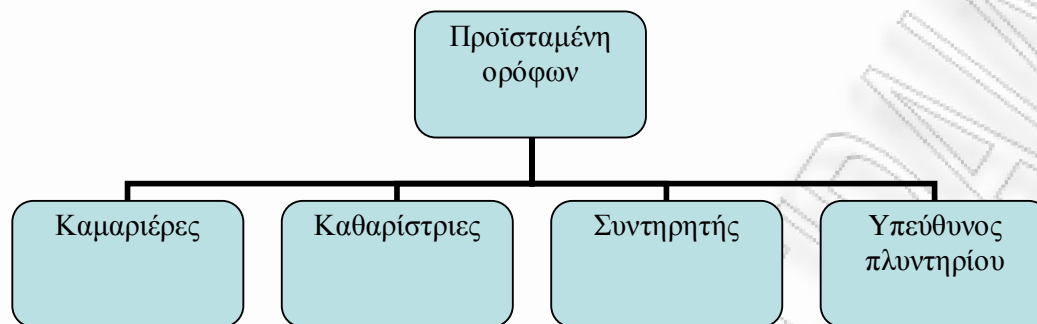 Προϊσταμένη
ορόφων
Καμαριέρες
Καθαρίστριες
Συντηρητής
Υπεύθυνος
πλυντηρίου